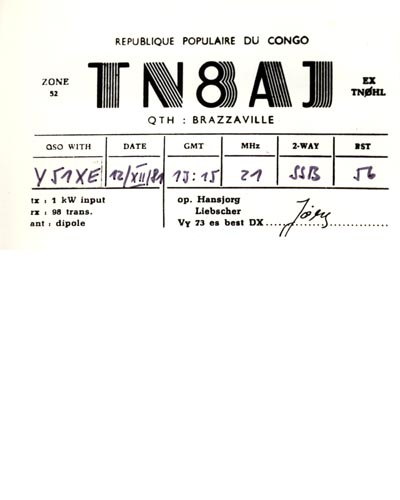 REPUBLIQUE POPULAIRE DU CONGO
ZONE 52
TN8AJ
EX TNØHL
QTH : BRAZZAVILLE
QSO WITH DATE GMT MHz 2-WAY RST
Y51XE 12/XII/81 15:15 21 SSB 56
tx : 1 kW input op. Hansjorg
rx : 98 trans. Liebscher
ant : dipole Vy 73 es best DX Jörg